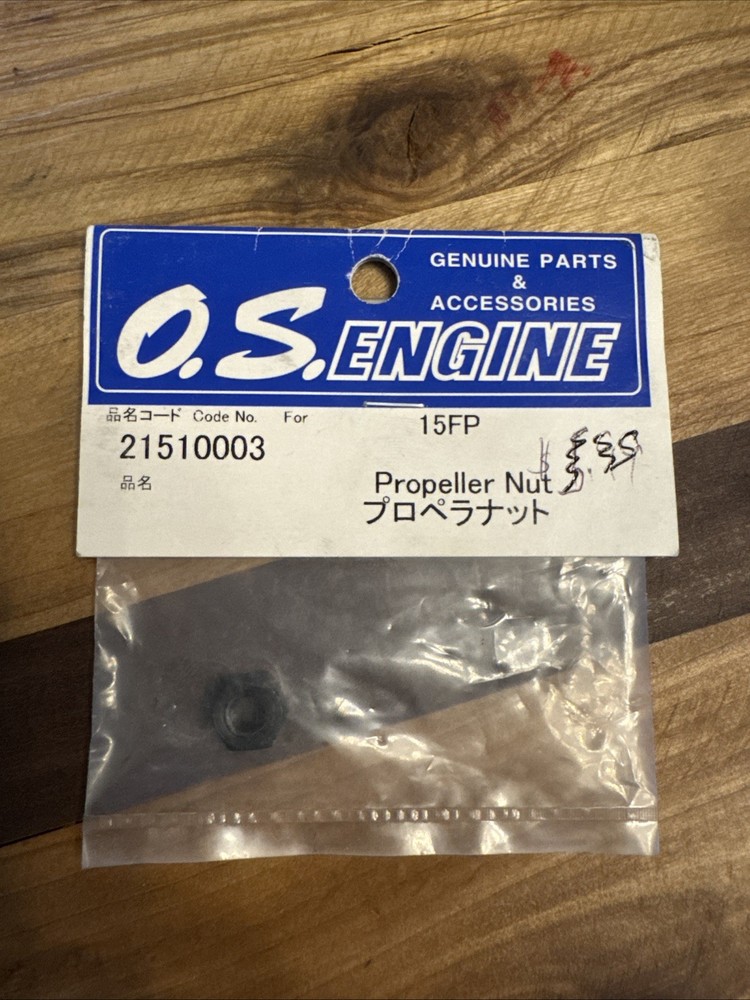 GENUINE PARTS
&
ACCESSORIES
O.S. ENGINE
品名コード Code No. For 15FP
21510003
品名
Propeller Nut
プロペラナット